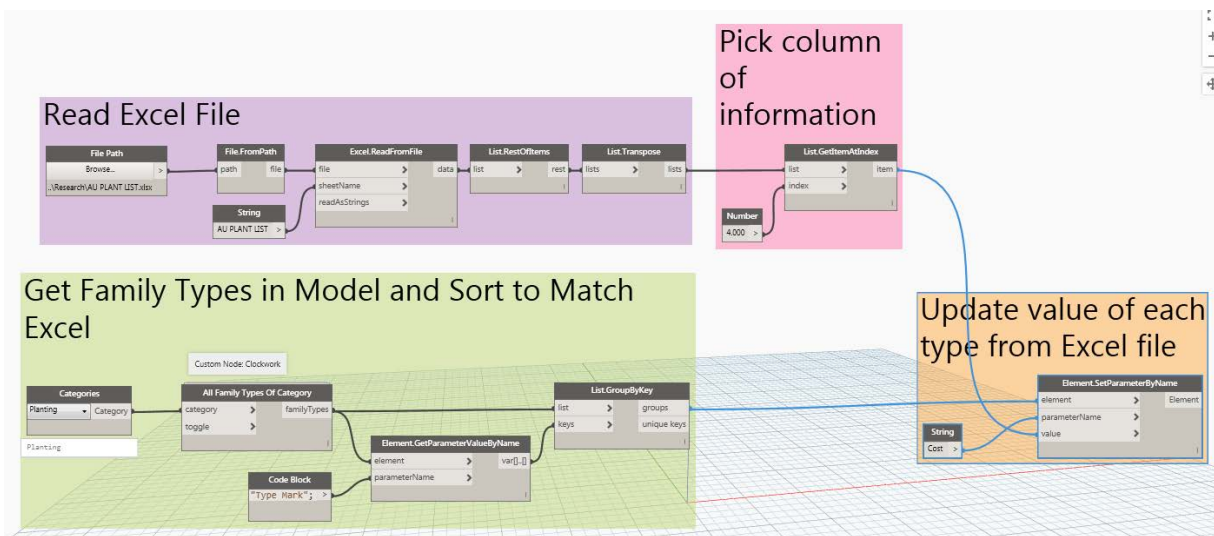 Pick column
of
information
Read Excel File
File Path
Browse... >
..\Research\AU PLANT LIST.xlsx
File.FromPath
path file
Excel.ReadFromFile
file > data
sheetName >
readAsStrings >
String
AU PLANT LIST >
List.RestOfItems
list > rest
List.Transpose
lists > lists
List.GetItemAtIndex
list > item
index >
Number
4.000 >
Get Family Types in Model and Sort to Match
Excel
Custom Node: Clockwork
Categories
Planting Category
Planting
All Family Types Of Category
category > familyTypes
toggle >
Element.GetParameterValueByName
element > var[]..[]
parameterName >
Code Block
"Type Mark"; >
List.GroupByKey
list > groups
keys > unique keys
Update value of each
type from Excel file
Element.SetParameterByName
element > Element
parameterName >
value >
String
Cost >